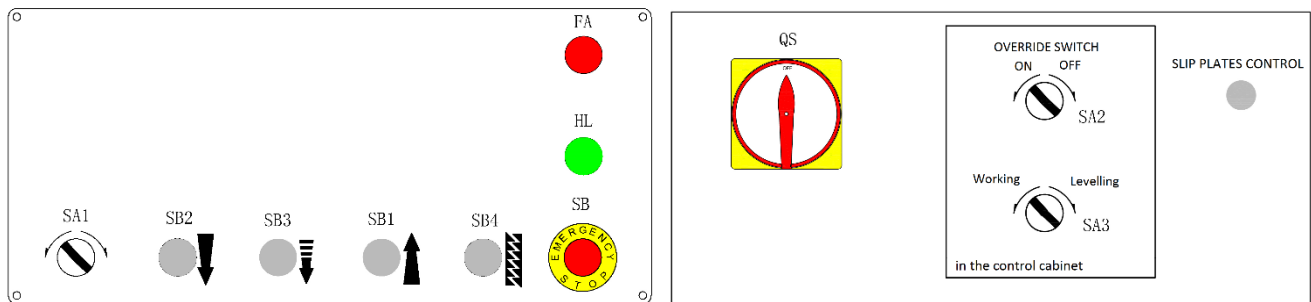 FA
HL
SA1
SB2
SB3
SB1
SB4
SB
EMERGENCY
STOP
QS
OFF
OVERRIDE SWITCH
ON OFF
SA2
Working Levelling
SA3
in the control cabinet
SLIP PLATES CONTROL